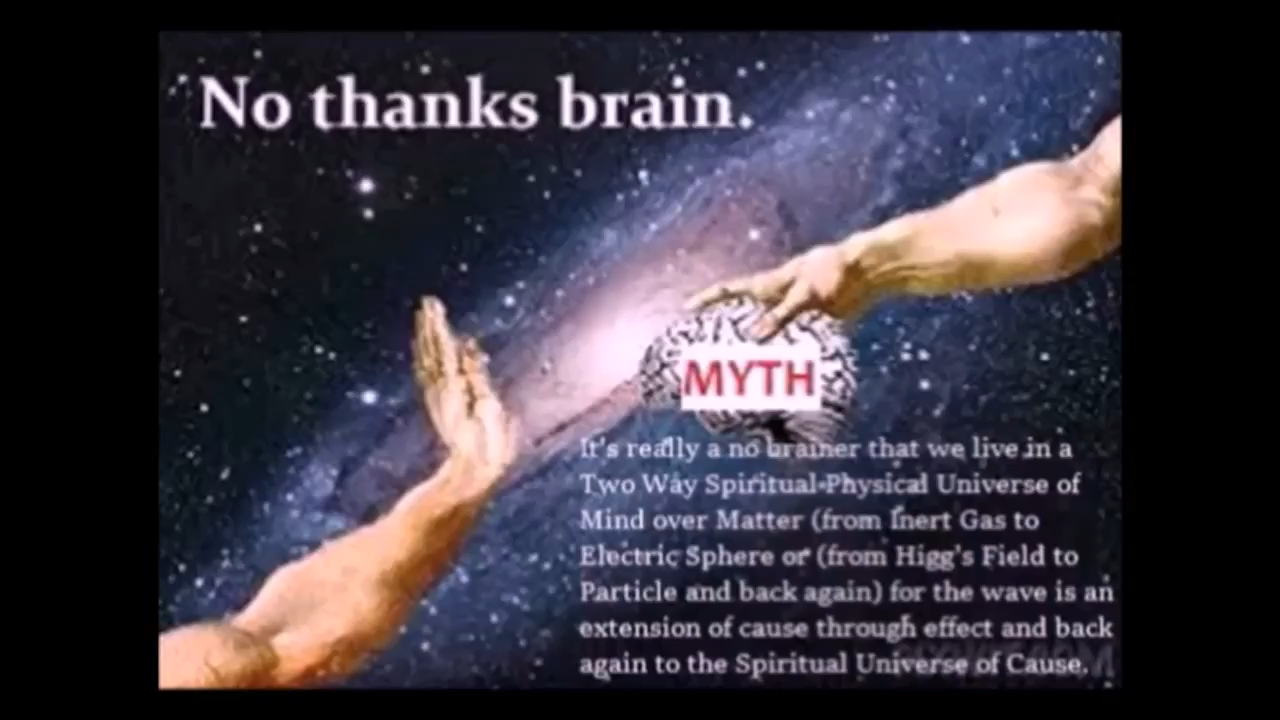 No thanks brain.
MYTH
It's really a no brainer that we live in a
Two Way Spiritual-Physical Universe of
Mind over Matter (from Inert Gas to
Electric Sphere or (from Higg's Field to
Particle and back again) for the wave is an
extension of cause through effect and back
again to the Spiritual Universe of Cause.